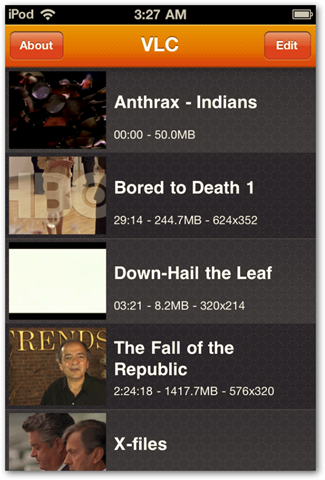 iPod 3:27 AM
About VLC Edit
Anthrax - Indians
00:00 - 50.0MB
HBO
Bored to Death 1
29:14 - 244.7MB - 624x352
Down-Hail the Leaf
03:21 - 8.2MB - 320x214
TRENDS
The Fall of the
Republic
2:24:18 - 1417.7MB - 576x320
X-files